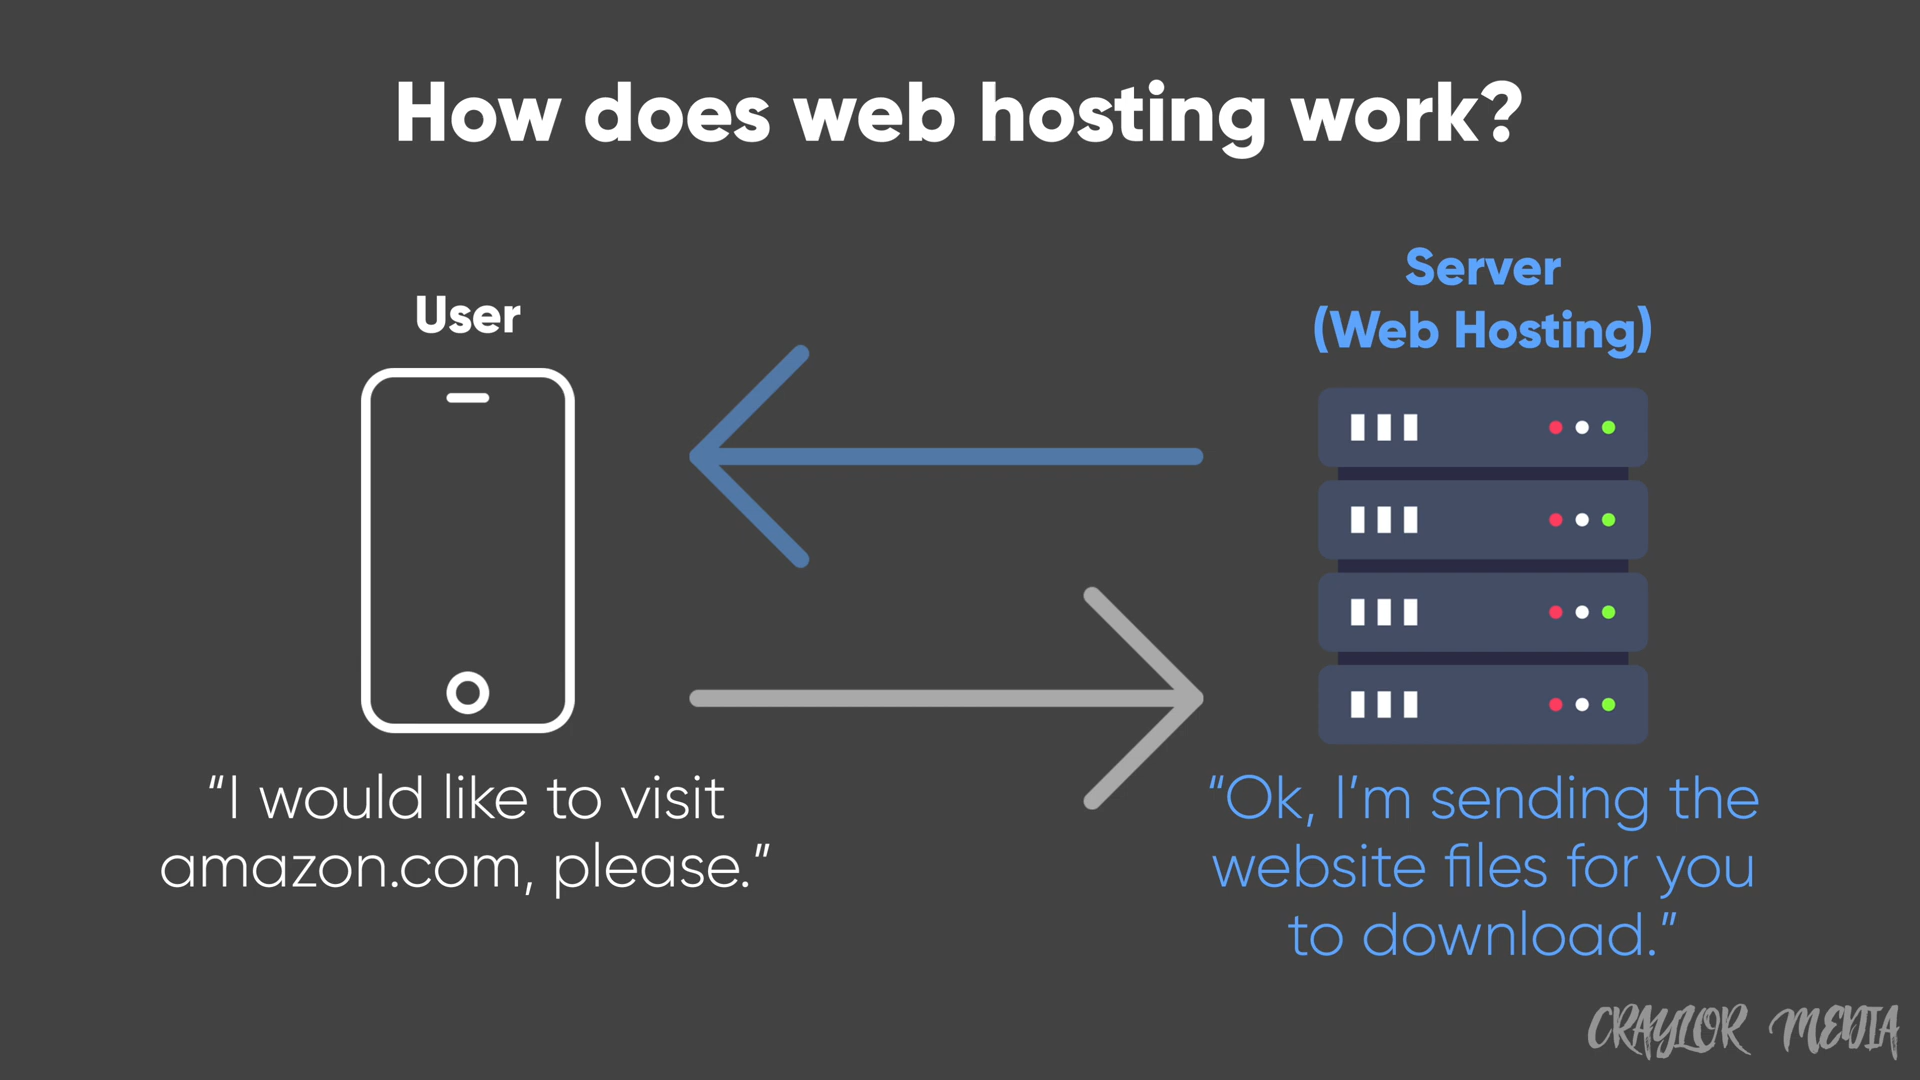 How does web hosting work?
User
Server
(Web Hosting)
“I would like to visit
amazon.com, please.”
“Ok, I’m sending the
website files for you
to download.”
CRAYLOR MEDIA